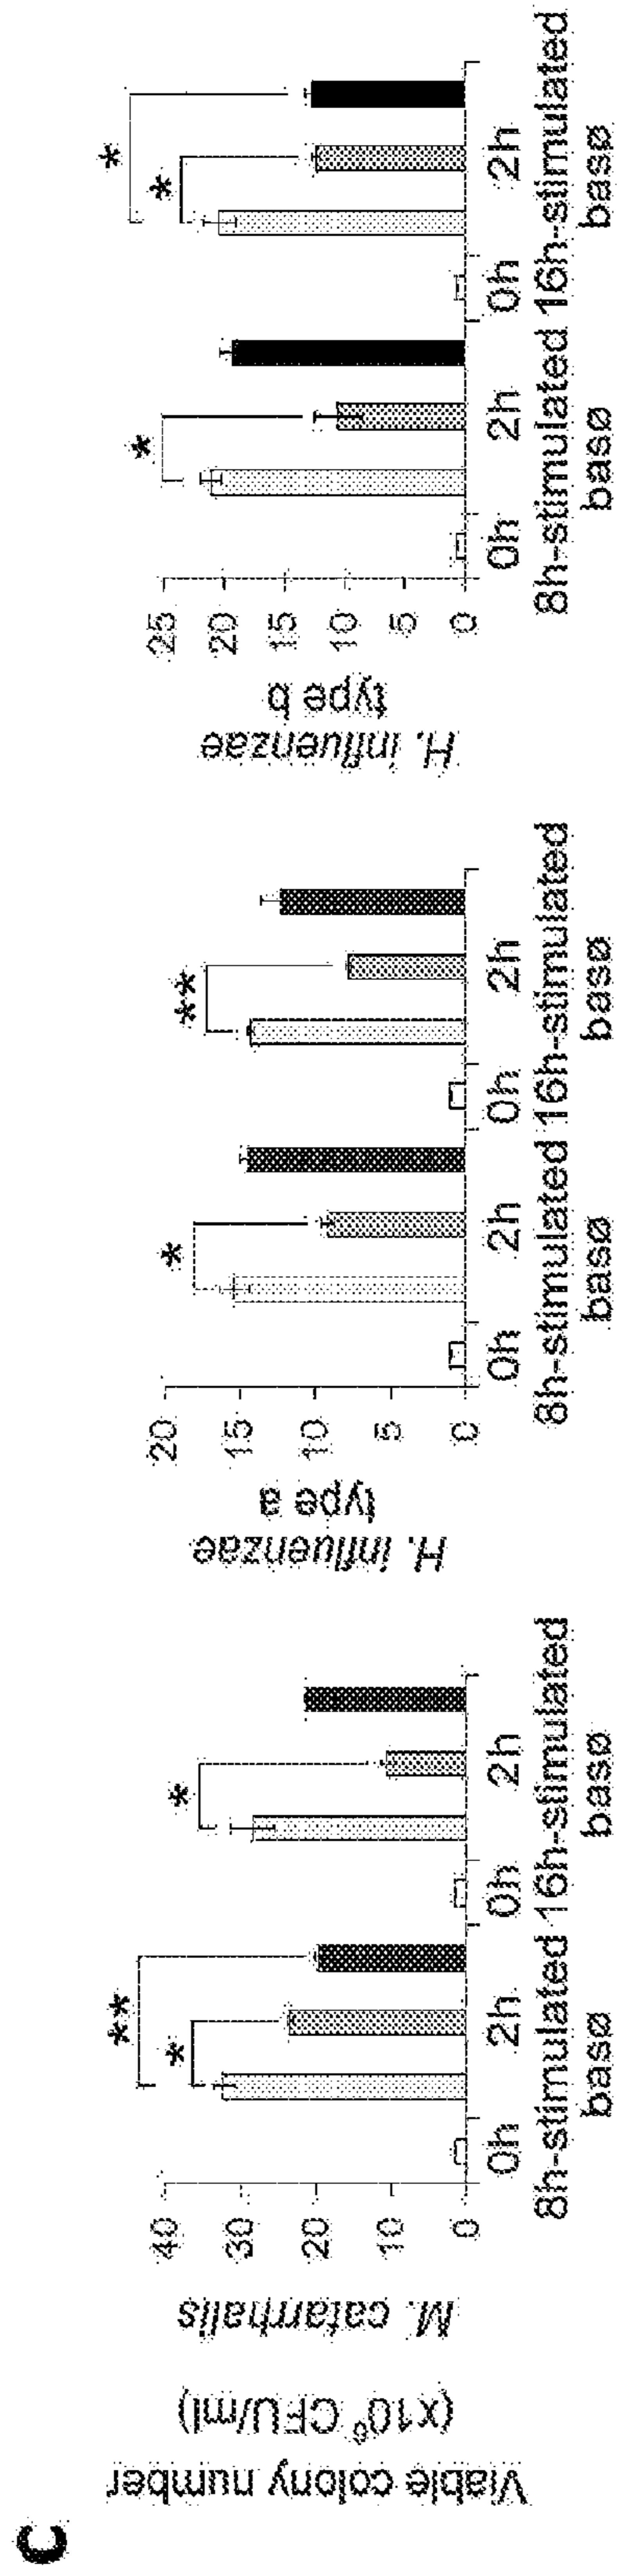 C
Viable colony number
(x10⁶ CFU/ml)
M. catarrhalis
40
30
20
10
0
**
*
*
0h 2h 0h 2h
8h-stimulated 16h-stimulated
basø basø
H. influenzae
type a
20
15
10
5
0
*
**
0h 2h 0h 2h
8h-stimulated 16h-stimulated
basø basø
H. influenzae
type b
25
20
15
10
5
0
*
*
*
0h 2h 0h 2h
8h-stimulated 16h-stimulated
basø basø